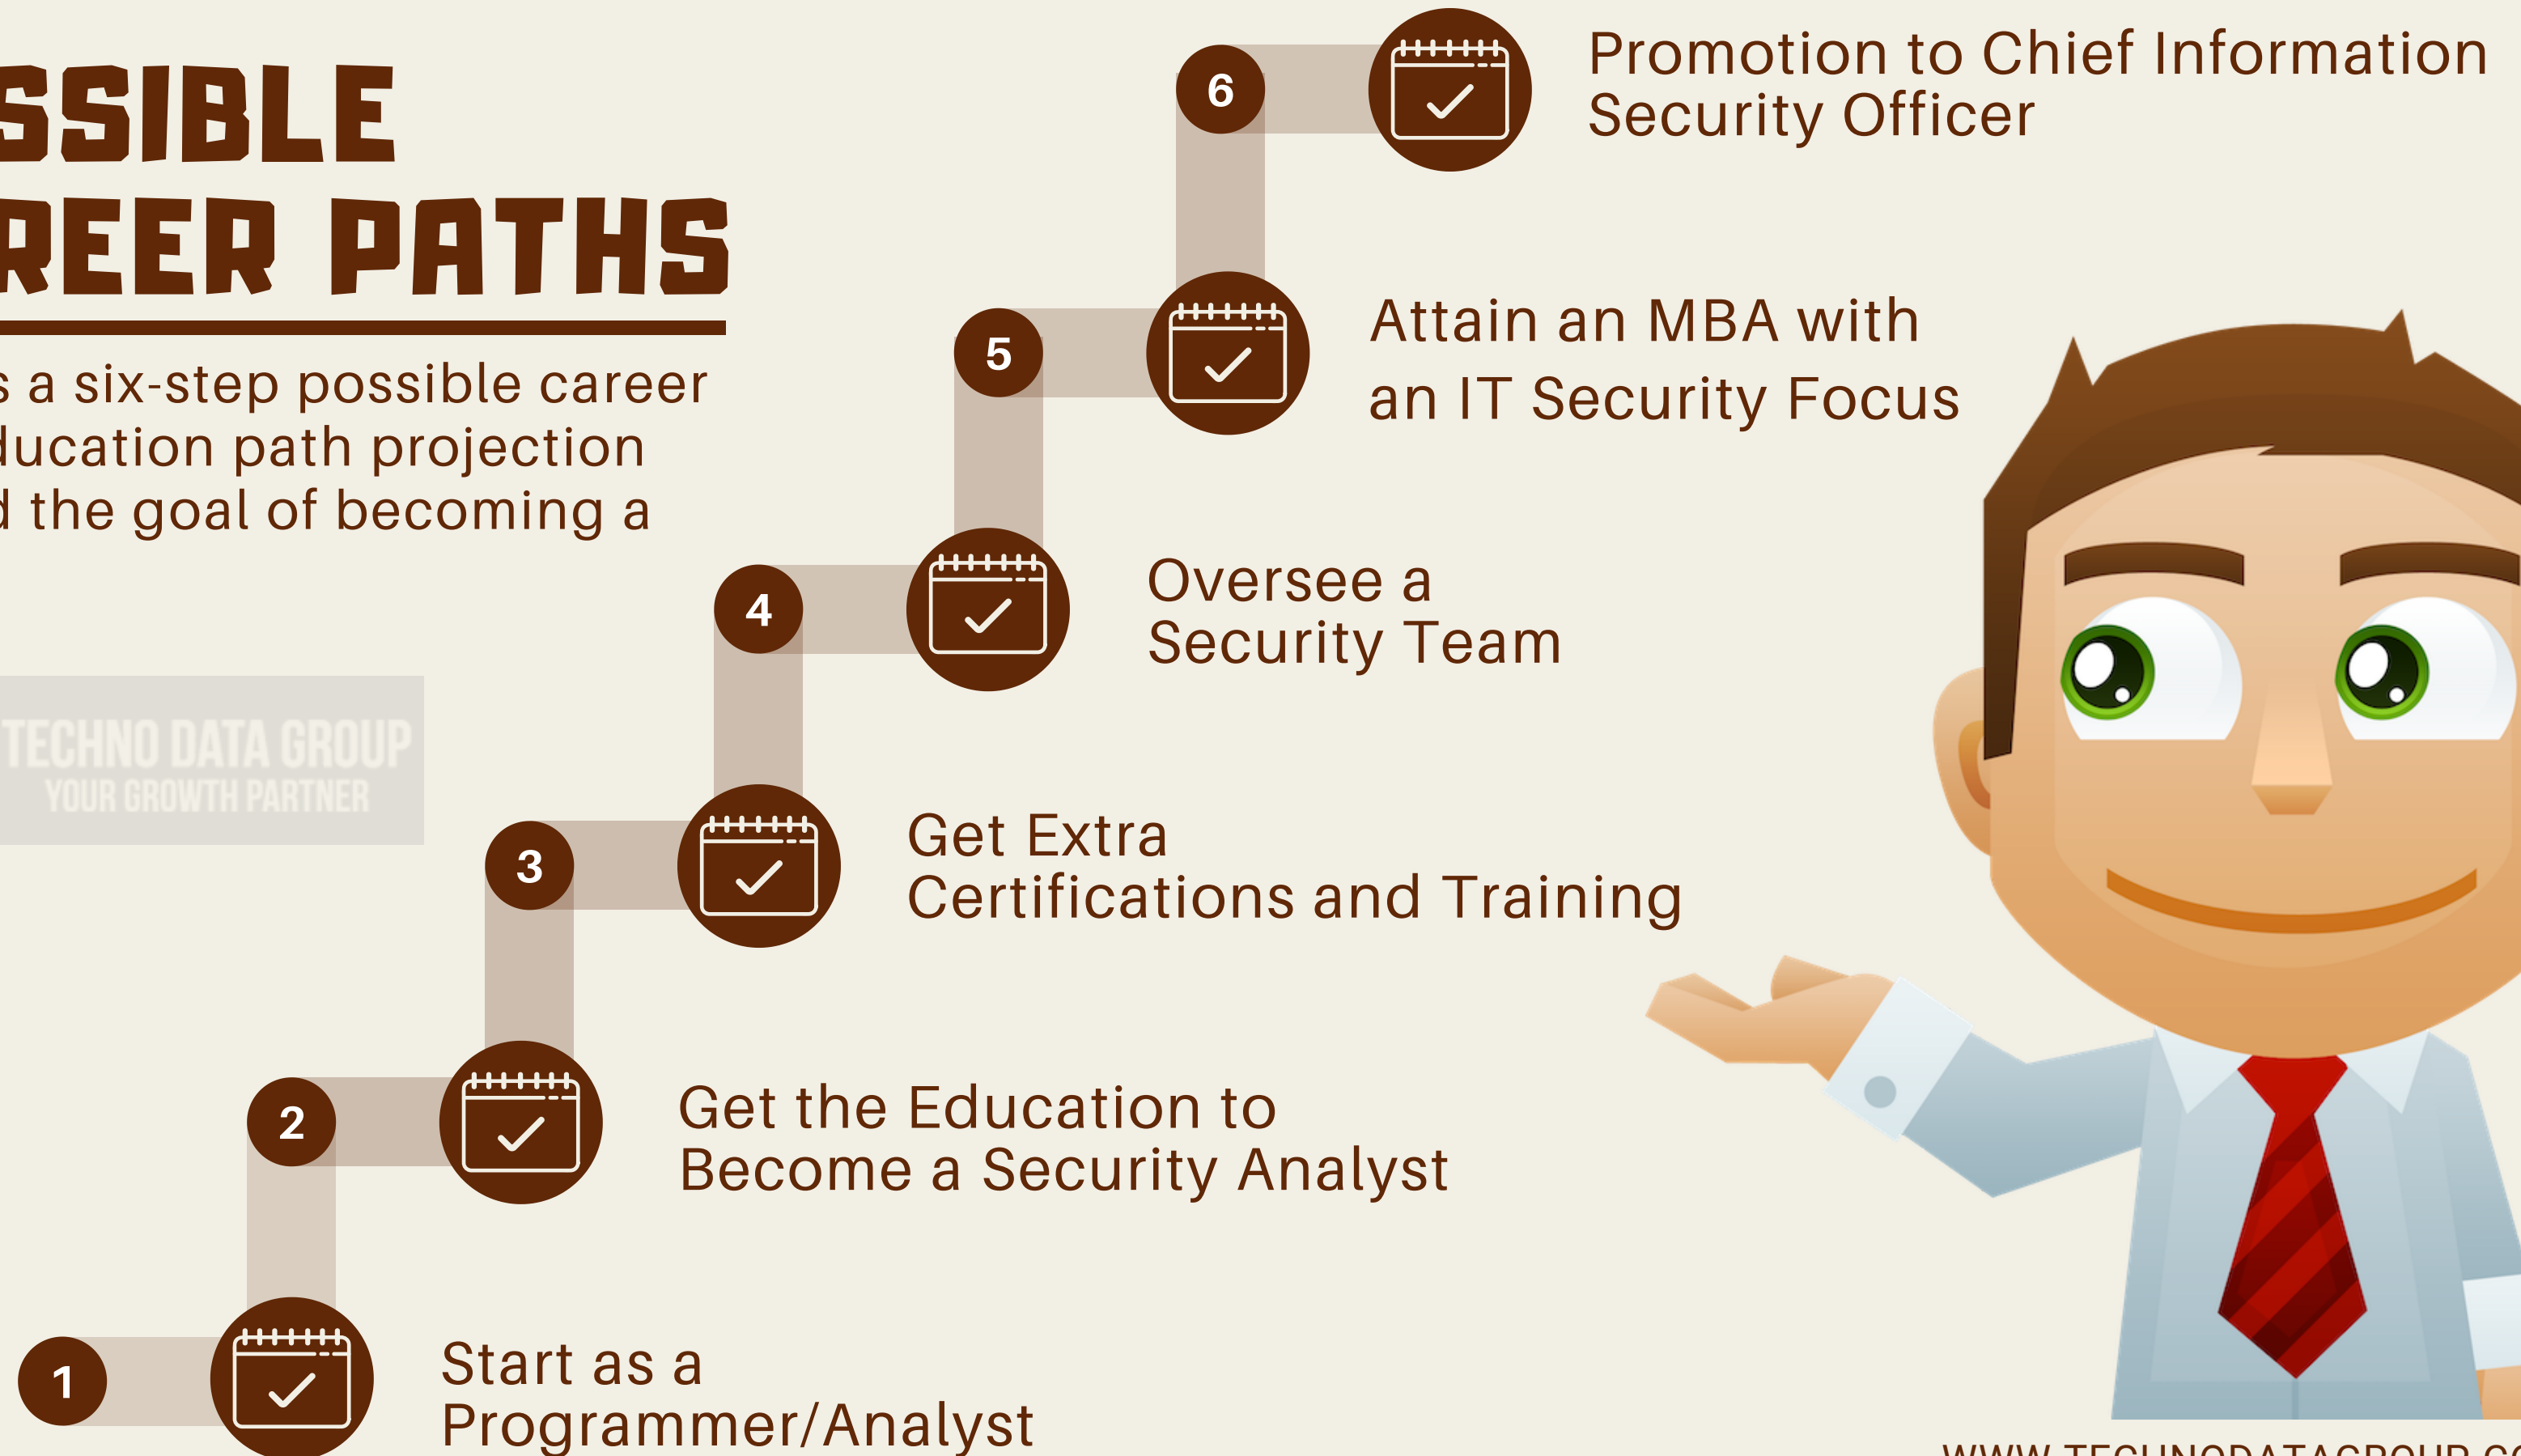 SSIBLE
REER PATHS
s a six-step possible career
ducation path projection
d the goal of becoming a
TECHNO DATA GROUP
YOUR GROWTH PARTNER
6
Promotion to Chief Information
Security Officer
5
Attain an MBA with
an IT Security Focus
4
Oversee a
Security Team
3
Get Extra
Certifications and Training
2
Get the Education to
Become a Security Analyst
1
Start as a
Programmer/Analyst
WWW.TECHNODATAGROUP.CO